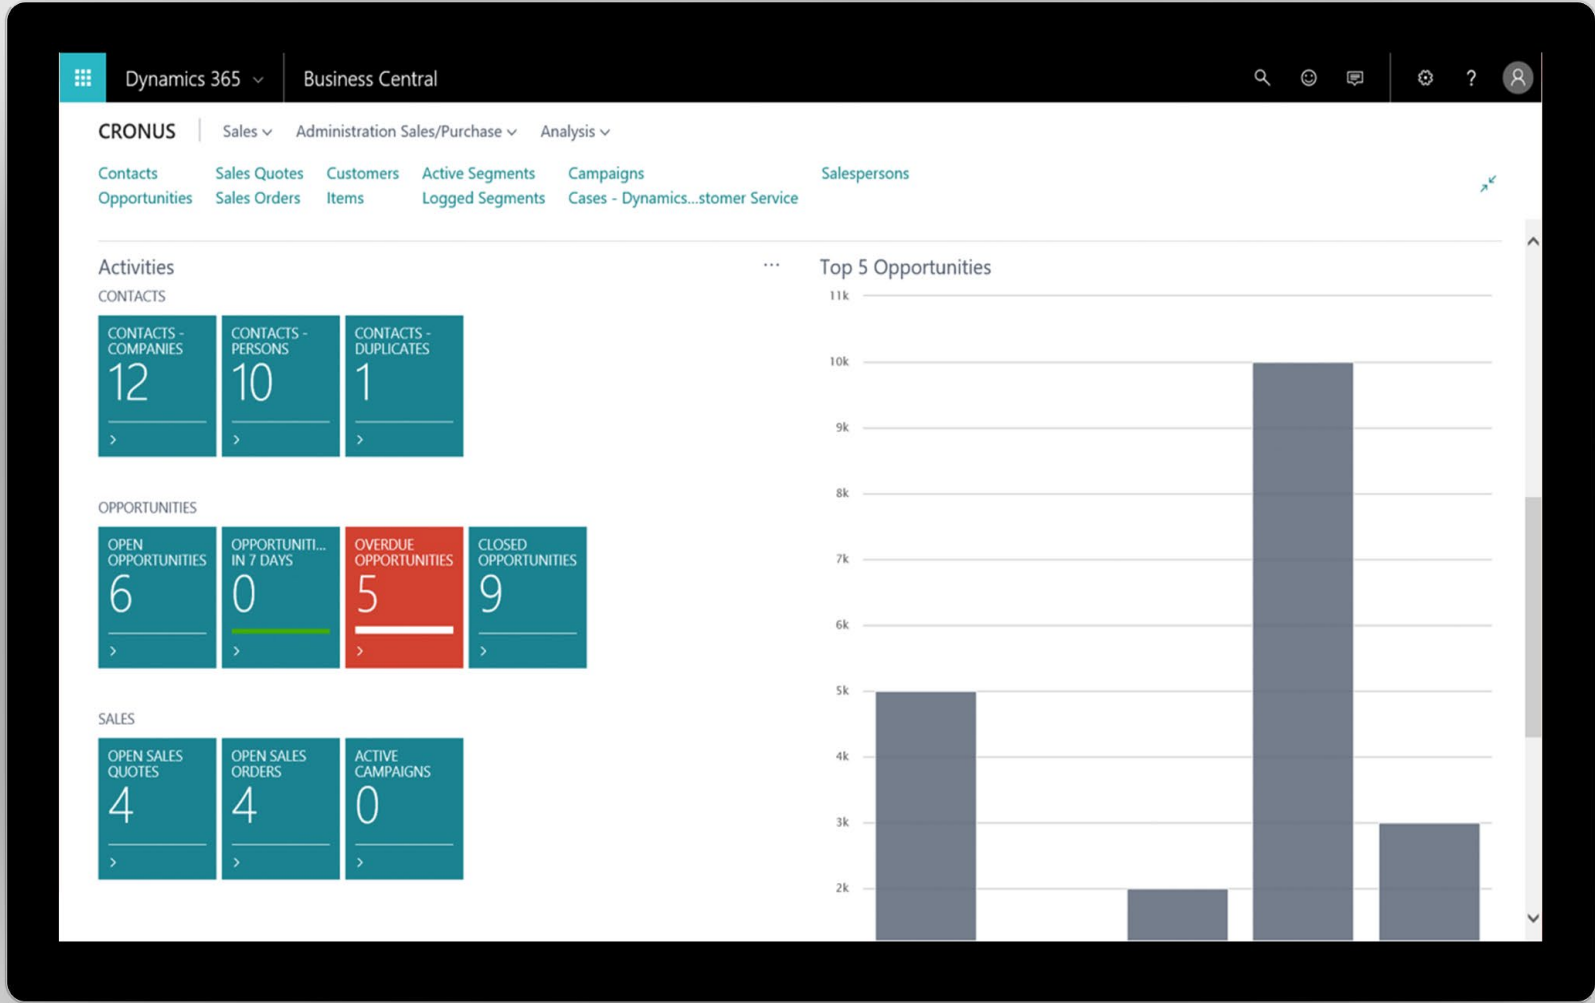 Dynamics 365
Business Central
?
CRONUS
Sales
Administration Sales/Purchase
Analysis
Contacts
Sales Quotes
Customers
Active Segments
Campaigns
Salespersons
Opportunities
Sales Orders
Items
Logged Segments
Cases - Dynamics...stomer Service
Activities
...
CONTACTS
CONTACTS -
COMPANIES
12
CONTACTS -
PERSONS
10
CONTACTS -
DUPLICATES
1
OPPORTUNITIES
OPEN
OPPORTUNITIES
6
OPPORTUNITI...
IN 7 DAYS
0
OVERDUE
OPPORTUNITIES
5
CLOSED
OPPORTUNITIES
9
SALES
OPEN SALES
QUOTES
4
OPEN SALES
ORDERS
4
ACTIVE
CAMPAIGNS
0
Top 5 Opportunities
11k
10k
9k
8k
7k
6k
5k
4k
3k
2k